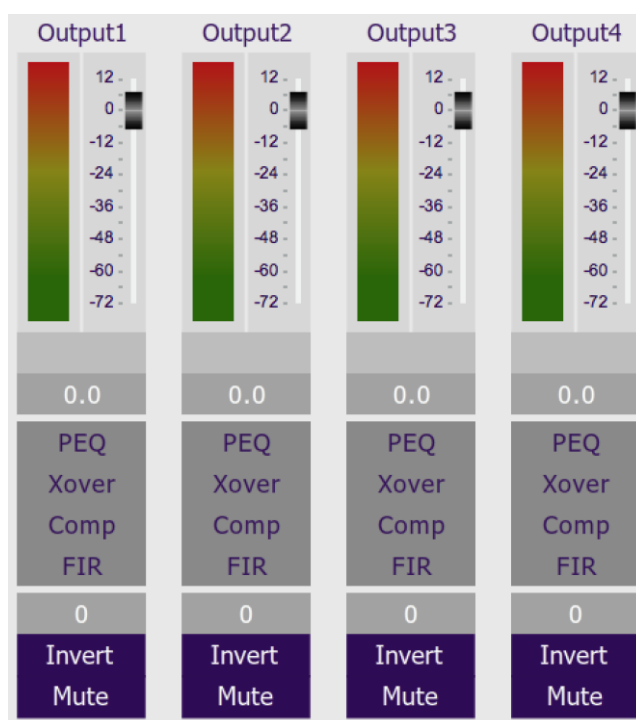 Output1 Output2 Output3 Output4
12 12 12 12
0 0 0 0
-12 -12 -12 -12
-24 -24 -24 -24
-36 -36 -36 -36
-48 -48 -48 -48
-60 -60 -60 -60
-72 -72 -72 -72
0.0 0.0 0.0 0.0
PEQ PEQ PEQ PEQ
Xover Xover Xover Xover
Comp Comp Comp Comp
FIR FIR FIR FIR
0 0 0 0
Invert Invert Invert Invert
Mute Mute Mute Mute